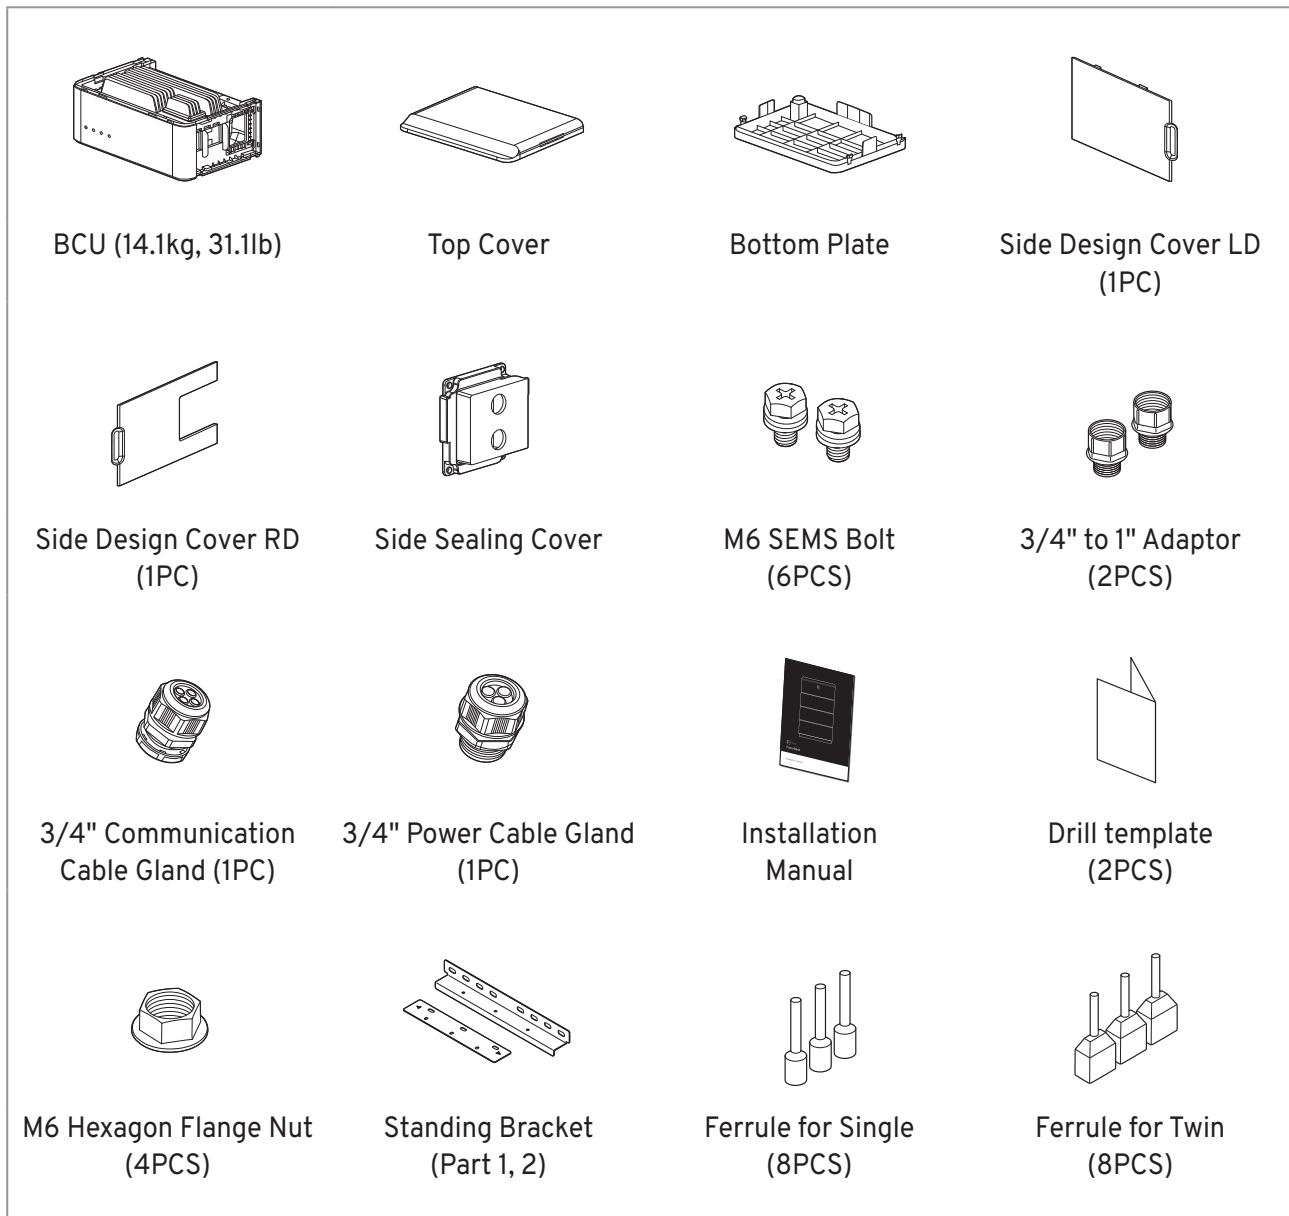 BCU (14.1kg, 31.1lb)
Top Cover
Bottom Plate
Side Design Cover LD
(1PC)
Side Design Cover RD
(1PC)
Side Sealing Cover
M6 SEMS Bolt
(6PCS)
3/4" to 1" Adaptor
(2PCS)
3/4" Communication
Cable Gland (1PC)
3/4" Power Cable Gland
(1PC)
Installation
Manual
Drill template
(2PCS)
M6 Hexagon Flange Nut
(4PCS)
Standing Bracket
(Part 1, 2)
Ferrule for Single
(8PCS)
Ferrule for Twin
(8PCS)